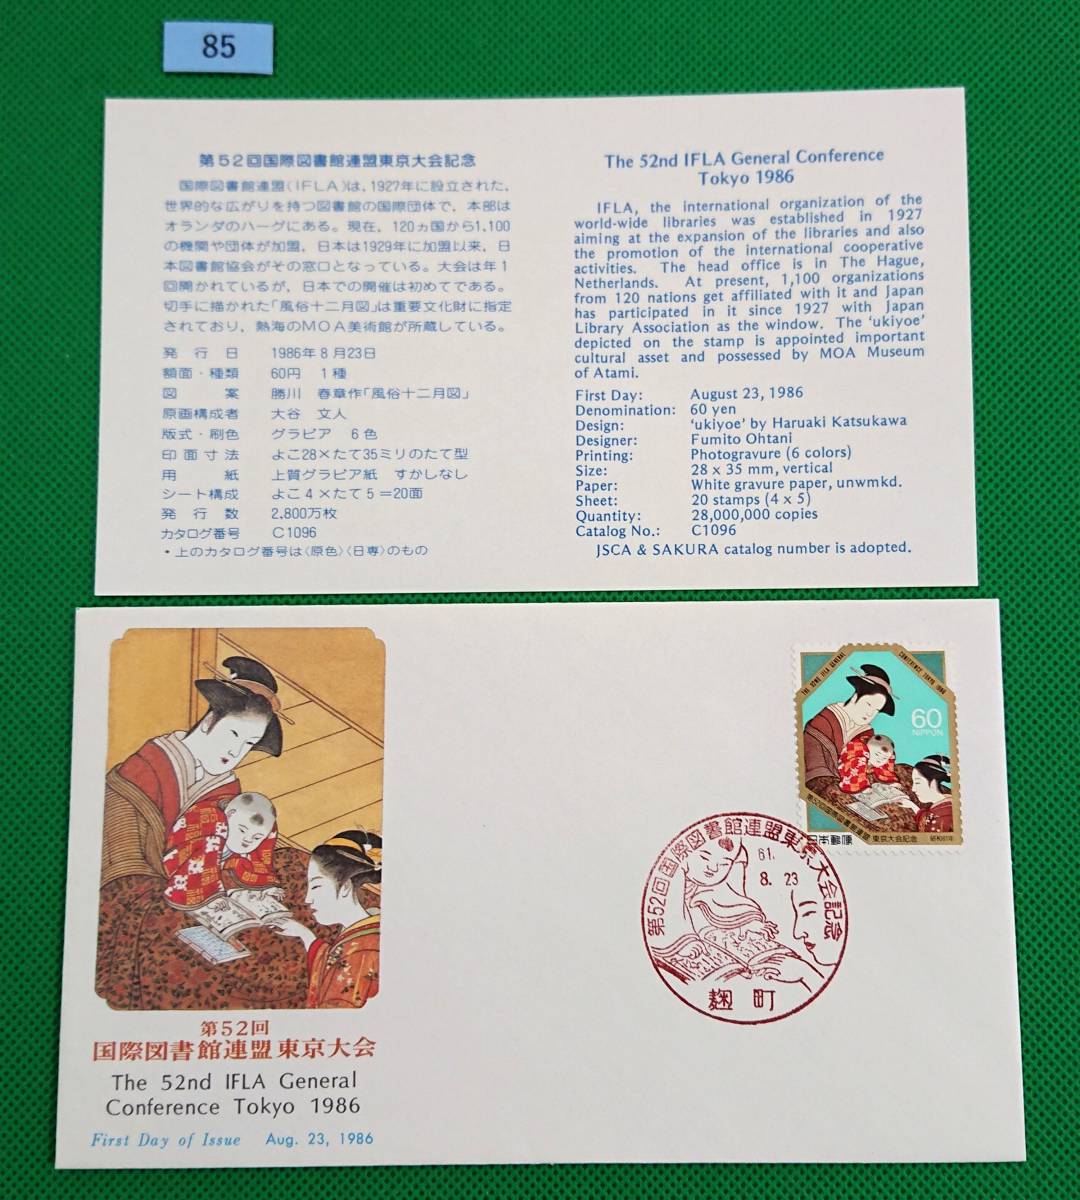 85
第52回国際図書館連盟東京大会記念
国際図書館連盟(IFLA)は、1927年に設立された、
世界的な広がりを持つ図書館の国際団体で、本部は
オランダのハーグにある。現在、120ヵ国から1,100
の機関や団体が加盟、日本は1929年に加盟以来、日
本図書館協会がその窓口となっている。大会は年1
回開かれているが、日本での開催は初めてである。
切手に描かれた「風俗十二月図」は重要文化財に指定
されており、熱海のMOA美術館が所蔵している。
発行日 1986年8月23日
額面・種類 60円 1種
図案 勝川 春章作「風俗十二月図」
原画構成者 大谷 文人
版式・刷色 グラビア 6色
印面寸法 よこ28×たて35ミリのたて型
用紙 上質グラビア紙 すかしなし
シート構成 よこ4×たて5=20面
発行数 2,800万枚
カタログ番号 C1096
・上のカタログ番号は〈原色〉〈日専〉のもの
The 52nd IFLA General Conference
Tokyo 1986
IFLA, the international organization of the
world-wide libraries was established in 1927
aiming at the expansion of the libraries and also
the promotion of the international cooperative
activities. The head office is in The Hague,
Netherlands. At present, 1,100 organizations
from 120 nations get affiliated with it and Japan
has participated in it since 1927 with Japan
Library Association as the window. The 'ukiyoe'
depicted on the stamp is appointed important
cultural asset and possessed by MOA Museum
of Atami.
First Day: August 23, 1986
Denomination: 60 yen
Design: 'ukiyoe' by Haruaki Katsukawa
Designer: Fumito Ohtani
Printing: Photogravure (6 colors)
Size: 28 x 35 mm, vertical
Paper: White gravure paper, unwmkd.
Sheet: 20 stamps (4 x 5)
Quantity: 28,000,000 copies
Catalog No.: C1096
JSCA & SAKURA catalog number is adopted.
第52回
国際図書館連盟東京大会
The 52nd IFLA General
Conference Tokyo 1986
First Day of Issue Aug. 23, 1986
THE 52ND IFLA GENERAL
CONFERENCE TOKYO 1986
60
NIPPON
第52回国際図書館連盟
東京大会記念
昭和61年
日本郵便
第52回国際図書館連盟東京大会記念
61.
8. 23
麹町